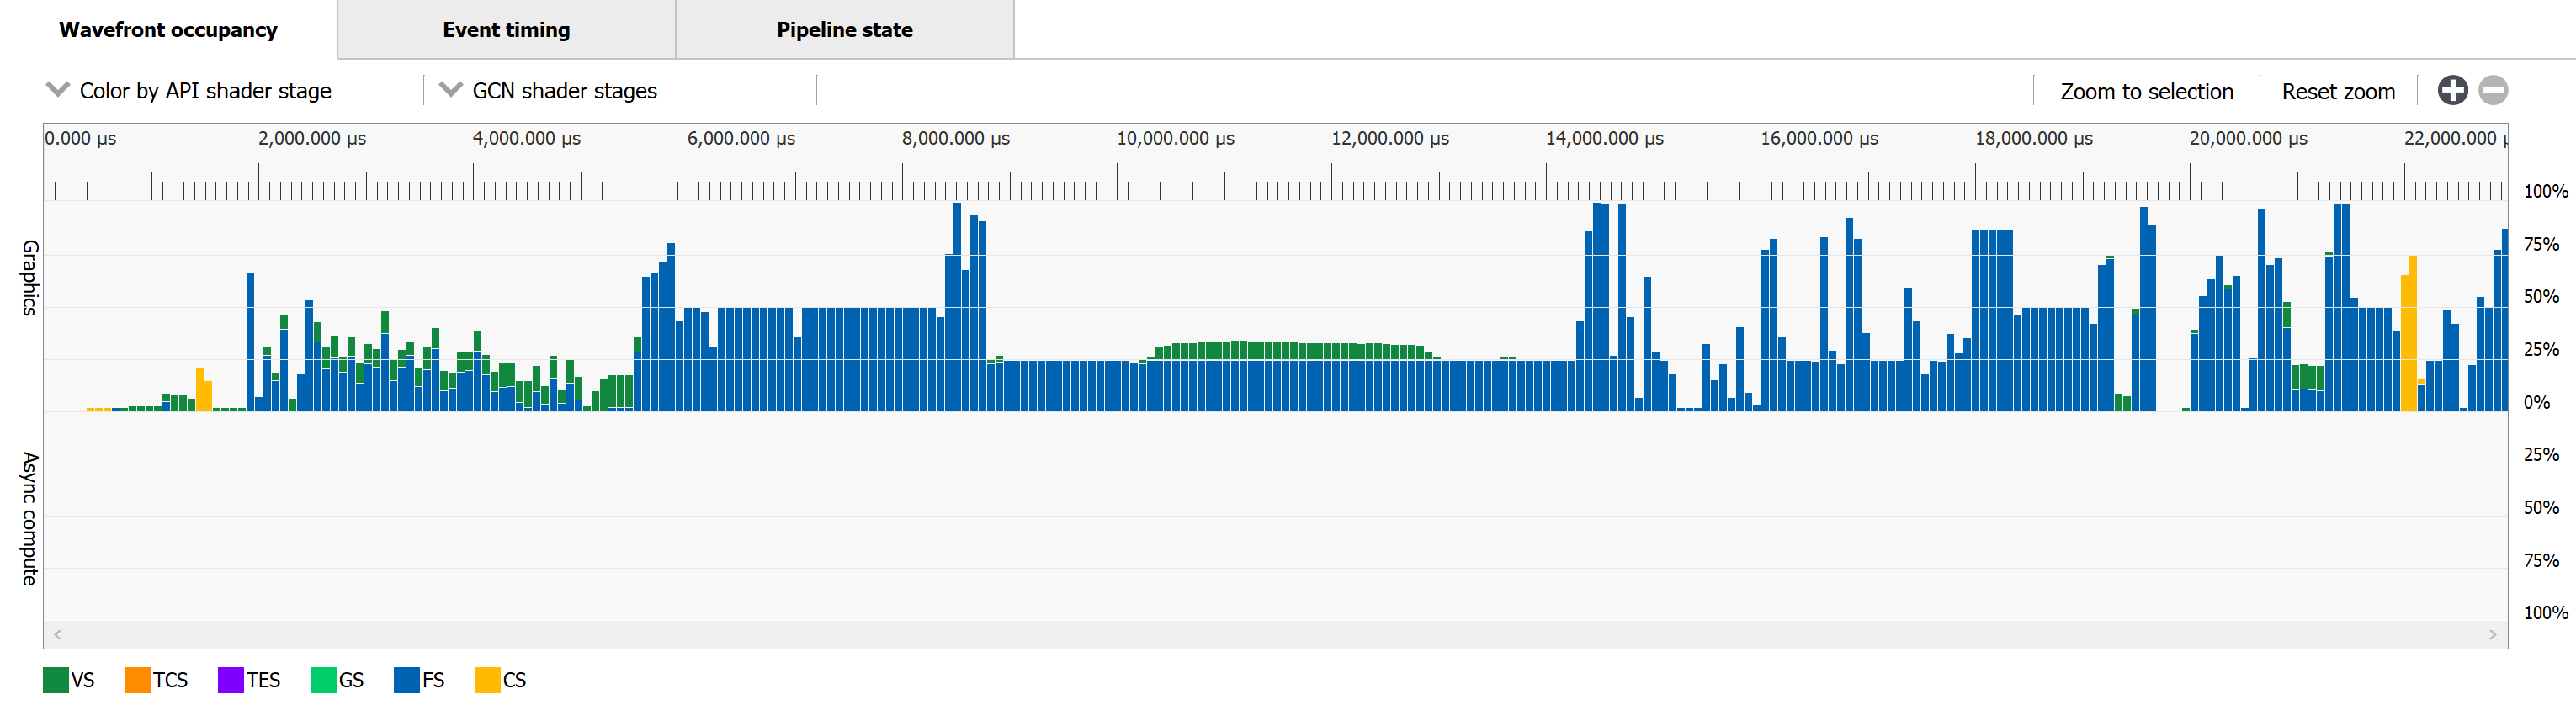 Wavefront occupancy Event timing Pipeline state
Color by API shader stage GCN shader stages Zoom to selection Reset zoom
0.000 μs 2,000.000 μs 4,000.000 μs 6,000.000 μs 8,000.000 μs 10,000.000 μs 12,000.000 μs 14,000.000 μs 16,000.000 μs 18,000.000 μs 20,000.000 μs 22,000.000 μ
100%
75%
50%
25%
0%
25%
50%
75%
100%
Graphics
Async compute
VS TCS TES GS FS CS